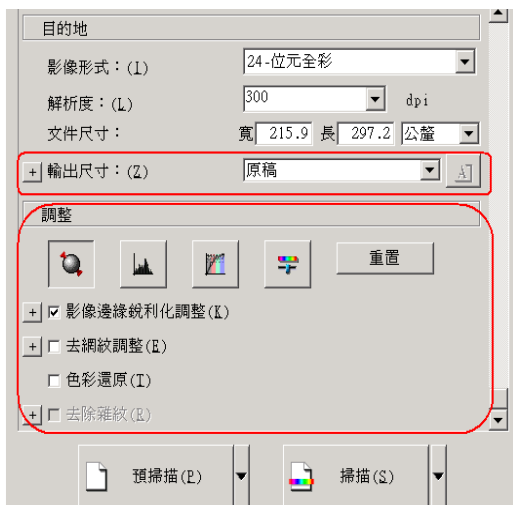 目的地
影像形式：(I) 24-位元全彩
解析度：(L) 300 dpi
文件尺寸： 寬 215.9 長 297.2 公釐
+ 輸出尺寸：(Z) 原稿 A
調整
重置
+ 影像邊緣銳利化調整(K)
+ 去網紋調整(E)
色彩還原(T)
+ 去除雜紋(R)
預掃描(P) 掃描(S)